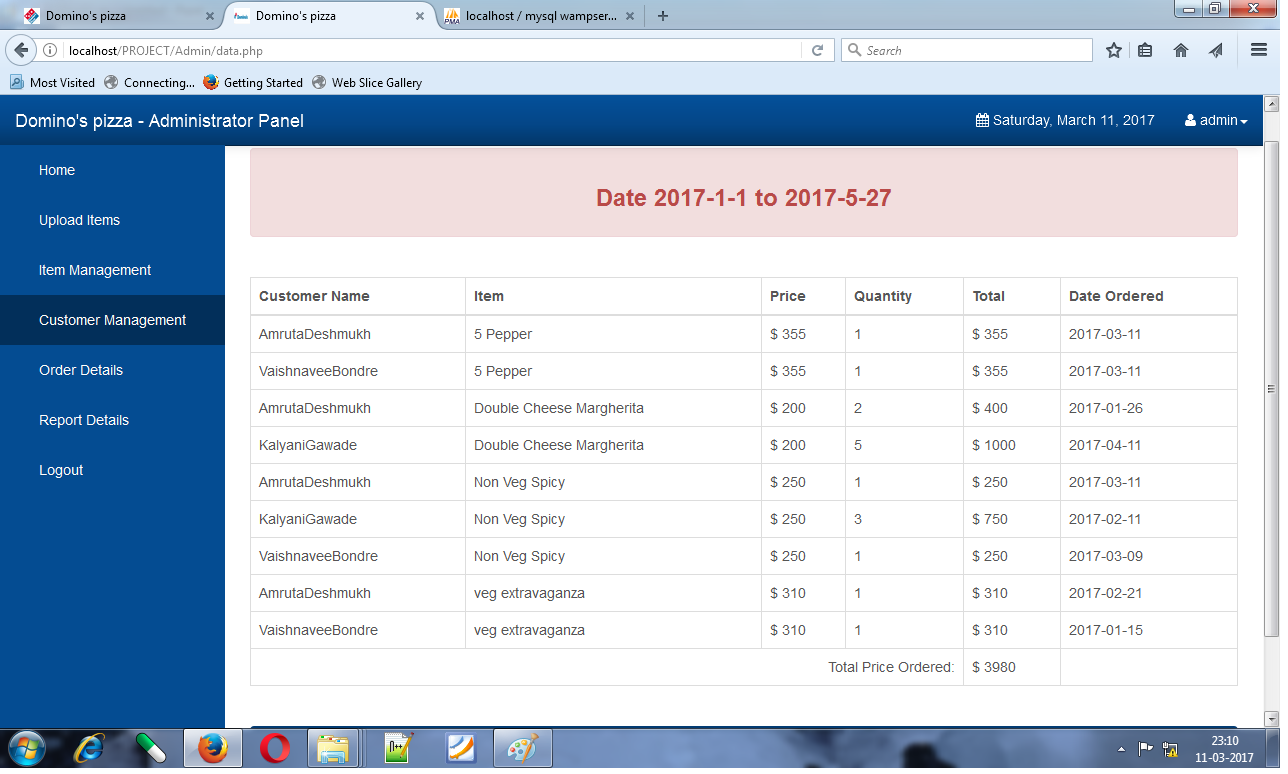 Domino's pizza
Domino's pizza
localhost / mysql wampser...
localhost/PROJECT/Admin/data.php
Search
Most Visited Connecting... Getting Started Web Slice Gallery
Domino's pizza - Administrator Panel
Saturday, March 11, 2017 admin
Home
Upload Items
Item Management
Customer Management
Order Details
Report Details
Logout
Date 2017-1-1 to 2017-5-27
Customer Name Item Price Quantity Total Date Ordered
AmrutaDeshmukh 5 Pepper $ 355 1 $ 355 2017-03-11
VaishnaveeBondre 5 Pepper $ 355 1 $ 355 2017-03-11
AmrutaDeshmukh Double Cheese Margherita $ 200 2 $ 400 2017-01-26
KalyaniGawade Double Cheese Margherita $ 200 5 $ 1000 2017-04-11
AmrutaDeshmukh Non Veg Spicy $ 250 1 $ 250 2017-03-11
KalyaniGawade Non Veg Spicy $ 250 3 $ 750 2017-02-11
VaishnaveeBondre Non Veg Spicy $ 250 1 $ 250 2017-03-09
AmrutaDeshmukh veg extravaganza $ 310 1 $ 310 2017-02-21
VaishnaveeBondre veg extravaganza $ 310 1 $ 310 2017-01-15
Total Price Ordered: $ 3980
23:10
11-03-2017